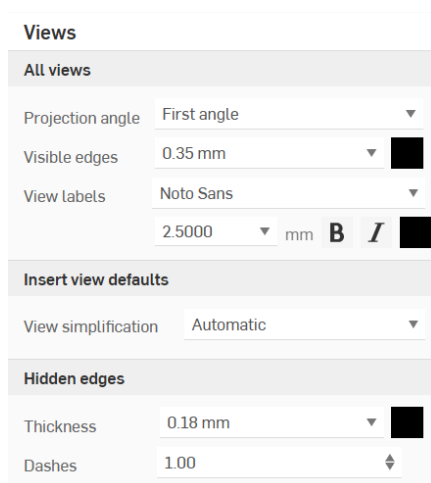 Views
All views
Projection angle First angle
Visible edges 0.35 mm
View labels Noto Sans
2.5000 mm B I
Insert view defaults
View simplification Automatic
Hidden edges
Thickness 0.18 mm
Dashes 1.00